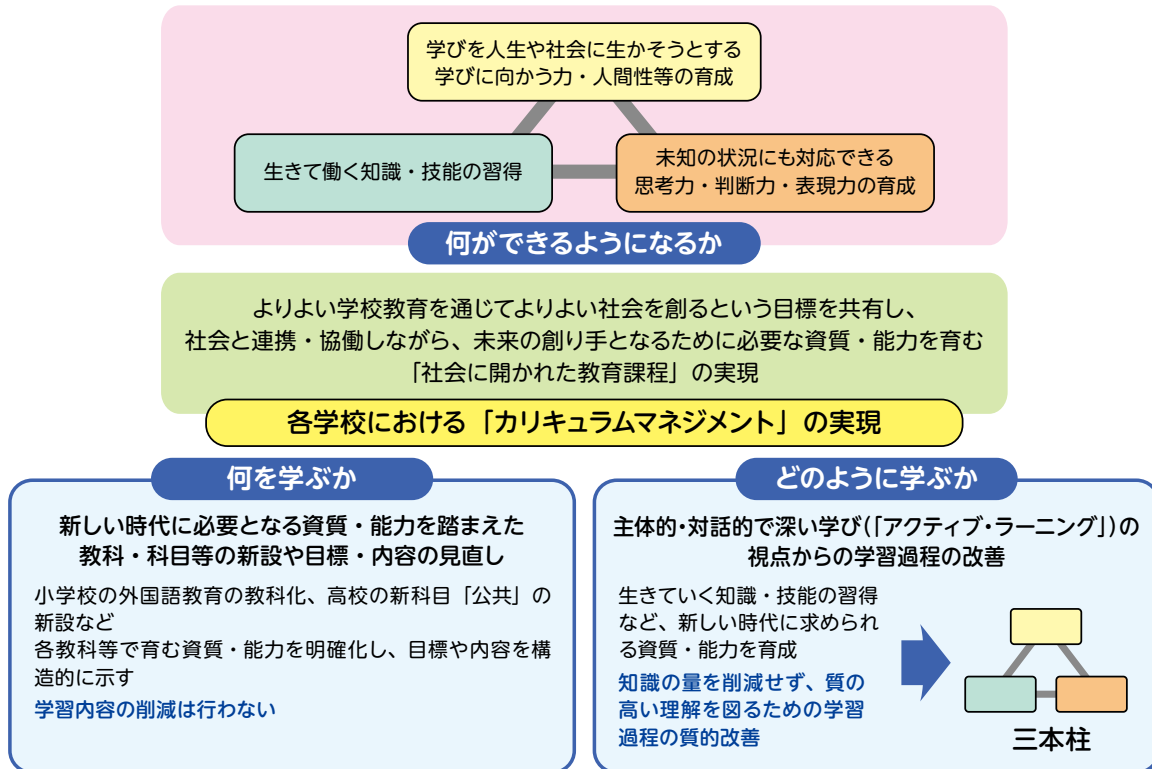 学びを人生や社会に生かそうとする
学びに向かう力・人間性等の育成
生きて働く知識・技能の習得
未知の状況にも対応できる
思考力・判断力・表現力の育成
何ができるようになるか
よりよい学校教育を通じてよりよい社会を創るという目標を共有し、
社会と連携・協働しながら、未来の創り手となるために必要な資質・能力を育む
「社会に開かれた教育課程」の実現
各学校における「カリキュラムマネジメント」の実現
何を学ぶか
新しい時代に必要となる資質・能力を踏まえた
教科・科目等の新設や目標・内容の見直し
小学校の外国語教育の教科化、高校の新科目「公共」の
新設など
各教科等で育む資質・能力を明確化し、目標や内容を構
造的に示す
学習内容の削減は行わない
どのように学ぶか
主体的・対話的で深い学び(「アクティブ・ラーニング」)の
視点からの学習過程の改善
生きていく知識・技能の習得
など、新しい時代に求められ
る資質・能力を育成
知識の量を削減せず、質の
高い理解を図るための学習
過程の質的改善
三本柱